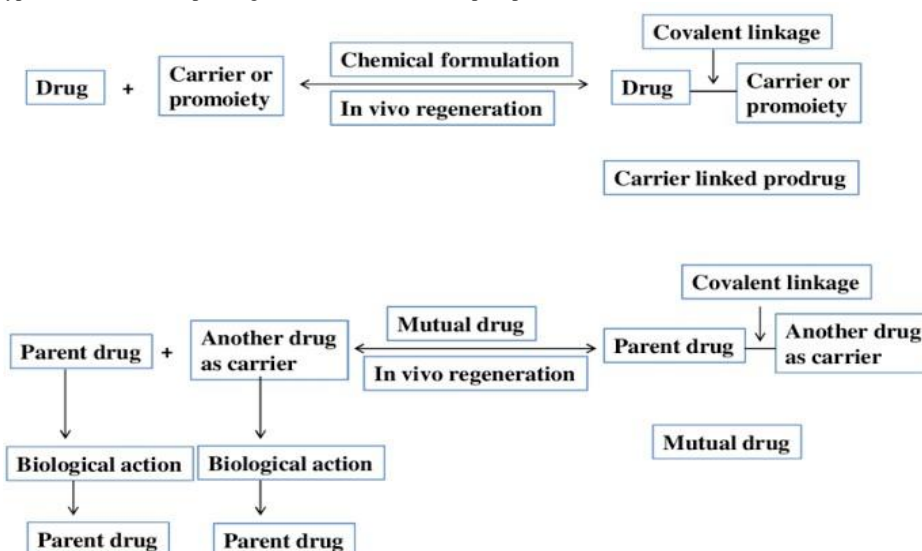 Covalent linkage
Chemical formulation
Drug + Carrier or promoiety
In vivo regeneration
Drug
Carrier or promoiety
Carrier linked prodrug
Covalent linkage
Mutual drug
Parent drug + Another drug as carrier
In vivo regeneration
Parent drug
Another drug as carrier
Mutual drug
Biological action
Biological action
Parent drug
Parent drug